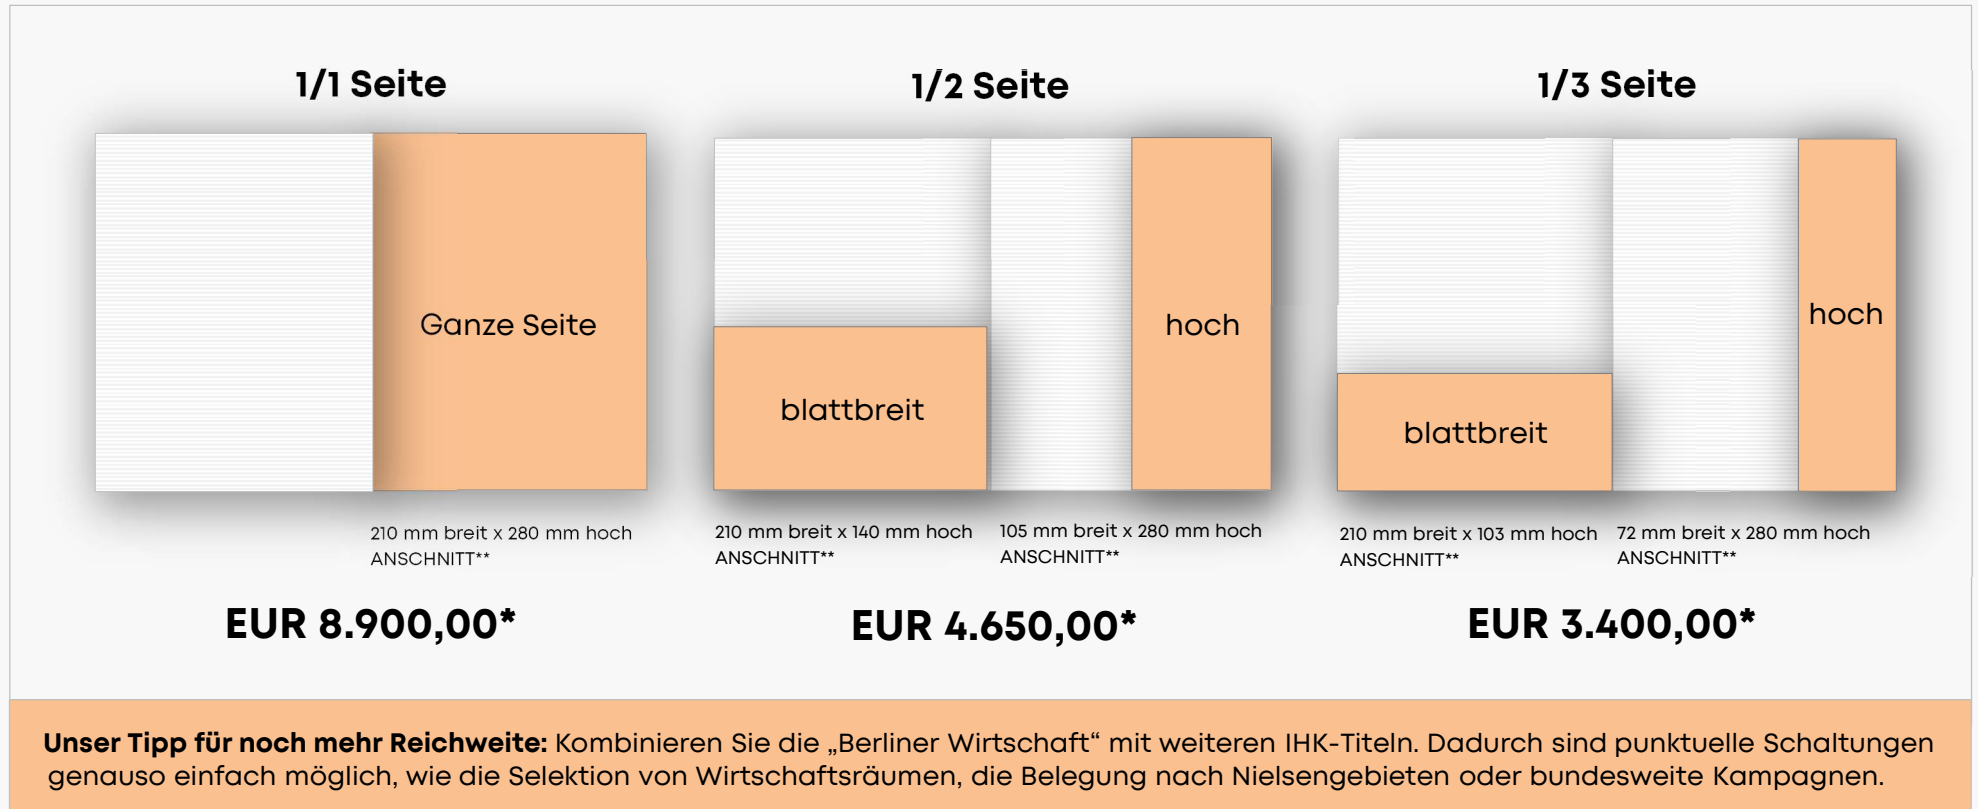 1/1 Seite
Ganze Seite
210 mm breit x 280 mm hoch
ANSCHNITT**
EUR 8.900,00*
1/2 Seite
blattbreit
hoch
210 mm breit x 140 mm hoch
ANSCHNITT**
105 mm breit x 280 mm hoch
ANSCHNITT**
EUR 4.650,00*
1/3 Seite
blattbreit
hoch
210 mm breit x 103 mm hoch
ANSCHNITT**
72 mm breit x 280 mm hoch
ANSCHNITT**
EUR 3.400,00*
Unser Tipp für noch mehr Reichweite: Kombinieren Sie die „Berliner Wirtschaft“ mit weiteren IHK-Titeln. Dadurch sind punktuelle Schaltungen
genauso einfach möglich, wie die Selektion von Wirtschaftsräumen, die Belegung nach Nielsengebieten oder bundesweite Kampagnen.